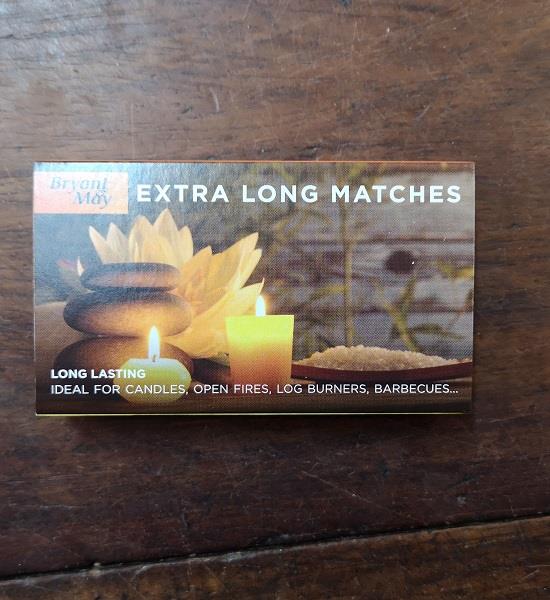 Bryant
& May
EXTRA LONG MATCHES
LONG LASTING
IDEAL FOR CANDLES, OPEN FIRES, LOG BURNERS, BARBECUES...